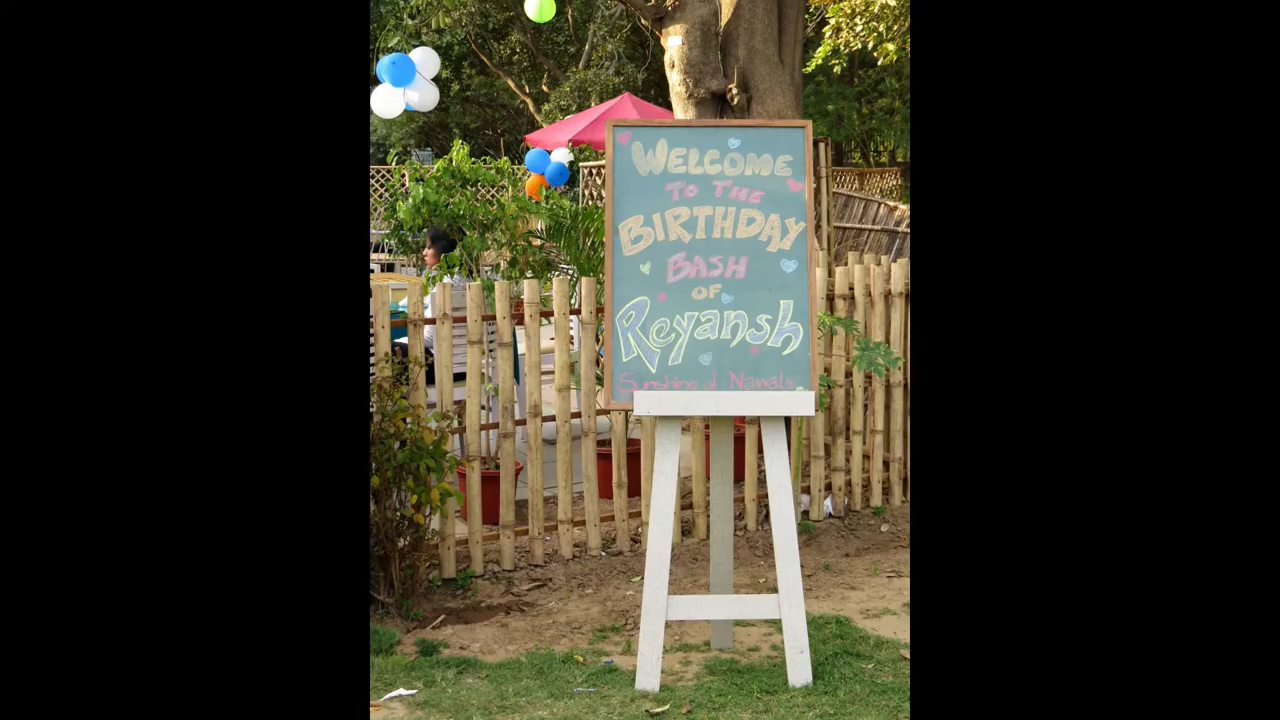 WELCOME
TO THE
BIRTHDAY
BASH
OF
Reyansh
Sunshine of Nawals